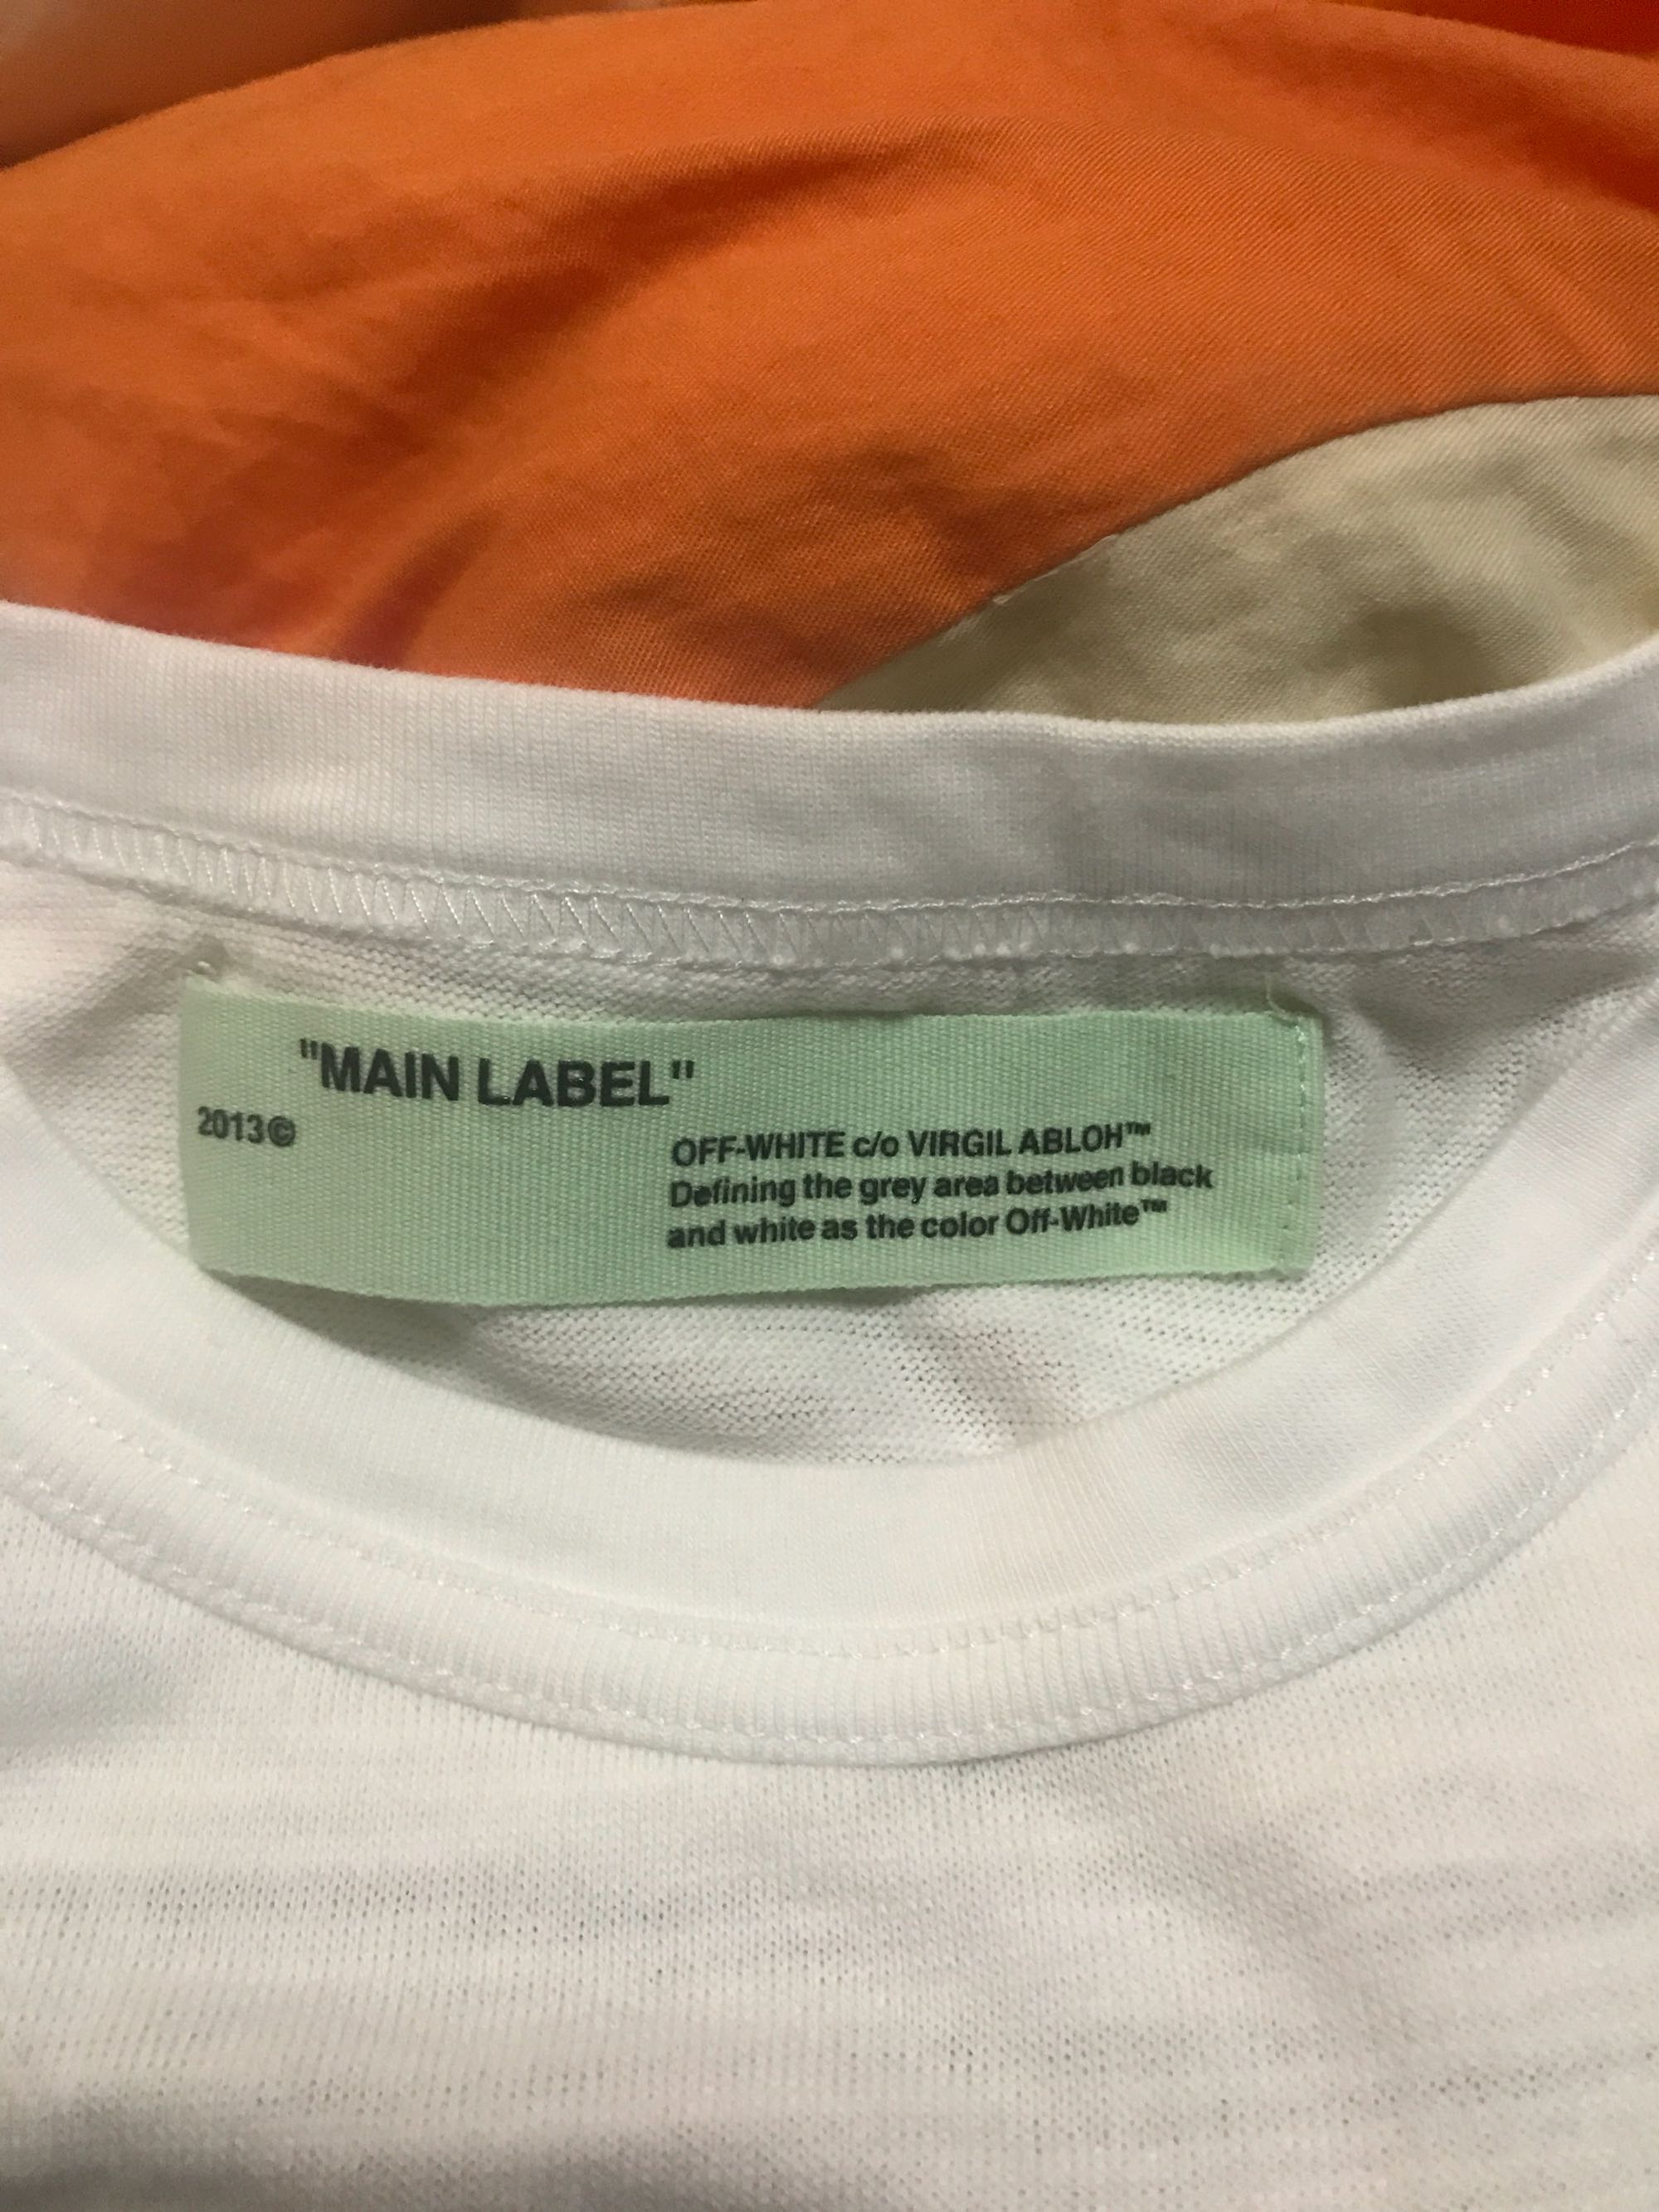 "MAIN LABEL"
2013©
OFF-WHITE c/o VIRGIL ABLOH™
Defining the grey area between black
and white as the color Off-White™